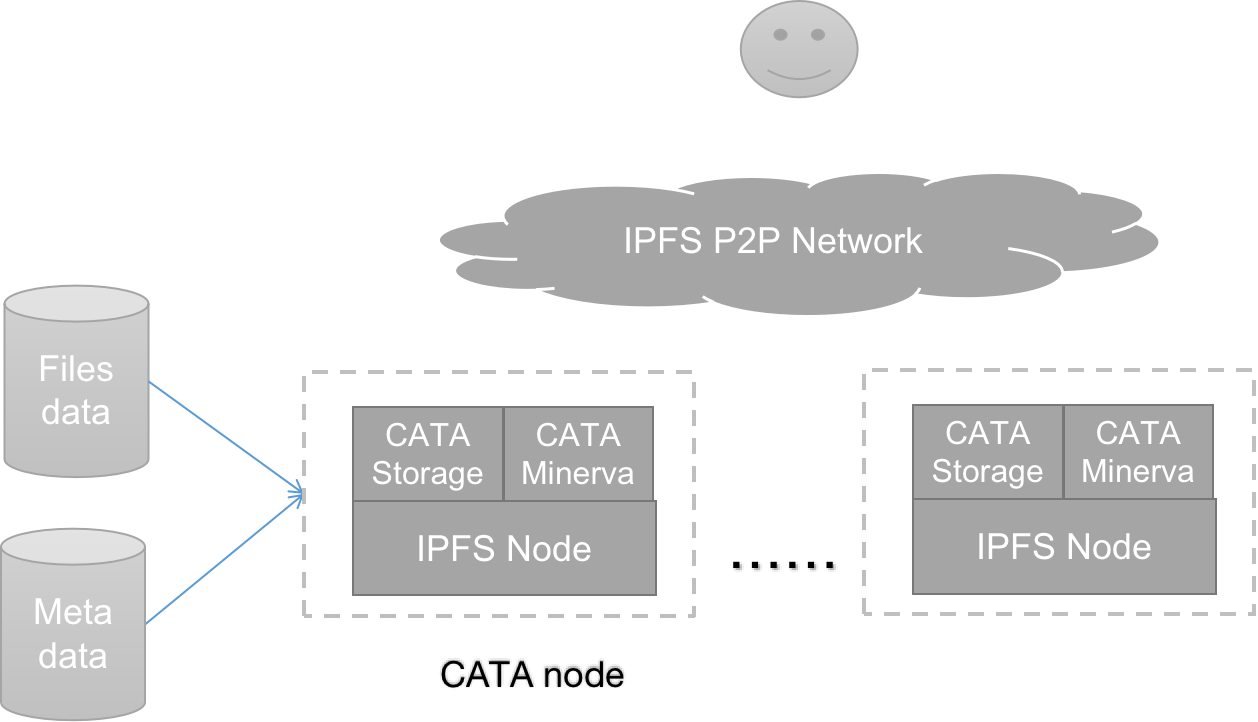 IPFS P2P Network
Files
data
Meta
data
CATA
Storage
CATA
Minerva
IPFS Node
......
CATA
Storage
CATA
Minerva
IPFS Node
CATA node